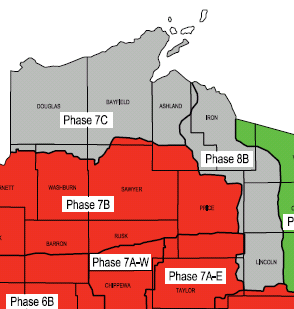 DOUGLAS
BAYFIELD
ASHLAND
IRON
Phase 7C
Phase 8B
NETT
WASHBURN
SAWYER
Phase 7B
PRICE
P
RUSK
BARRON
Phase 7A-W
LINCOLN
Phase 7A-E
CHIPPEWA
TAYLOR
Phase 6B